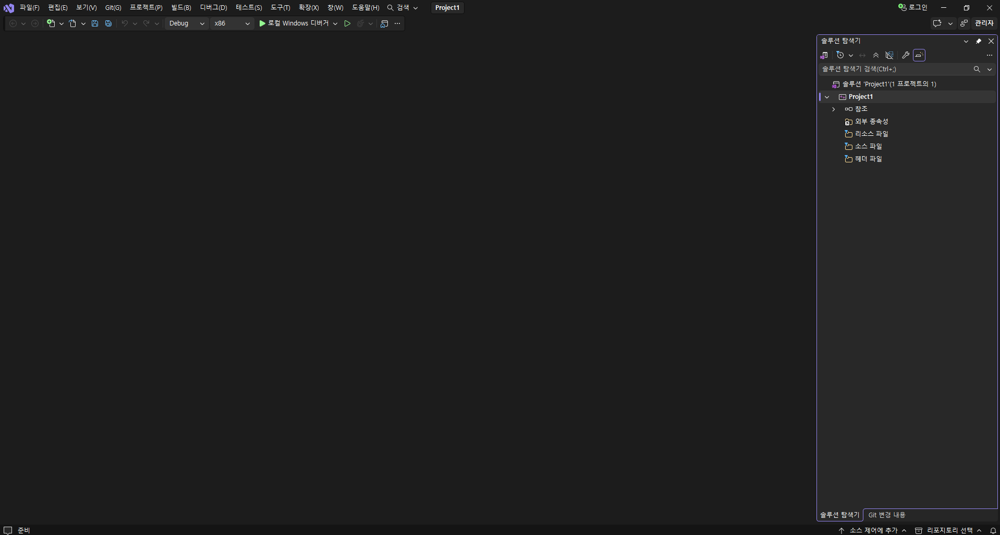 파일(F) 편집(E) 보기(V) Git(G) 프로젝트(P) 빌드(B) 디버그(D) 테스트(S) 도구(T) 확장(X) 창(W) 도움말(H) 검색 Project1 로그인
Debug x86 로컬 Windows 디버거 관리자
솔루션 탐색기
솔루션 탐색기 검색(Ctrl+;)
솔루션 'Project1'(1 프로젝트의 1)
Project1
참조
외부 종속성
리소스 파일
소스 파일
헤더 파일
솔루션 탐색기 Git 변경 내용
준비 소스 제어에 추가 리포지토리 선택